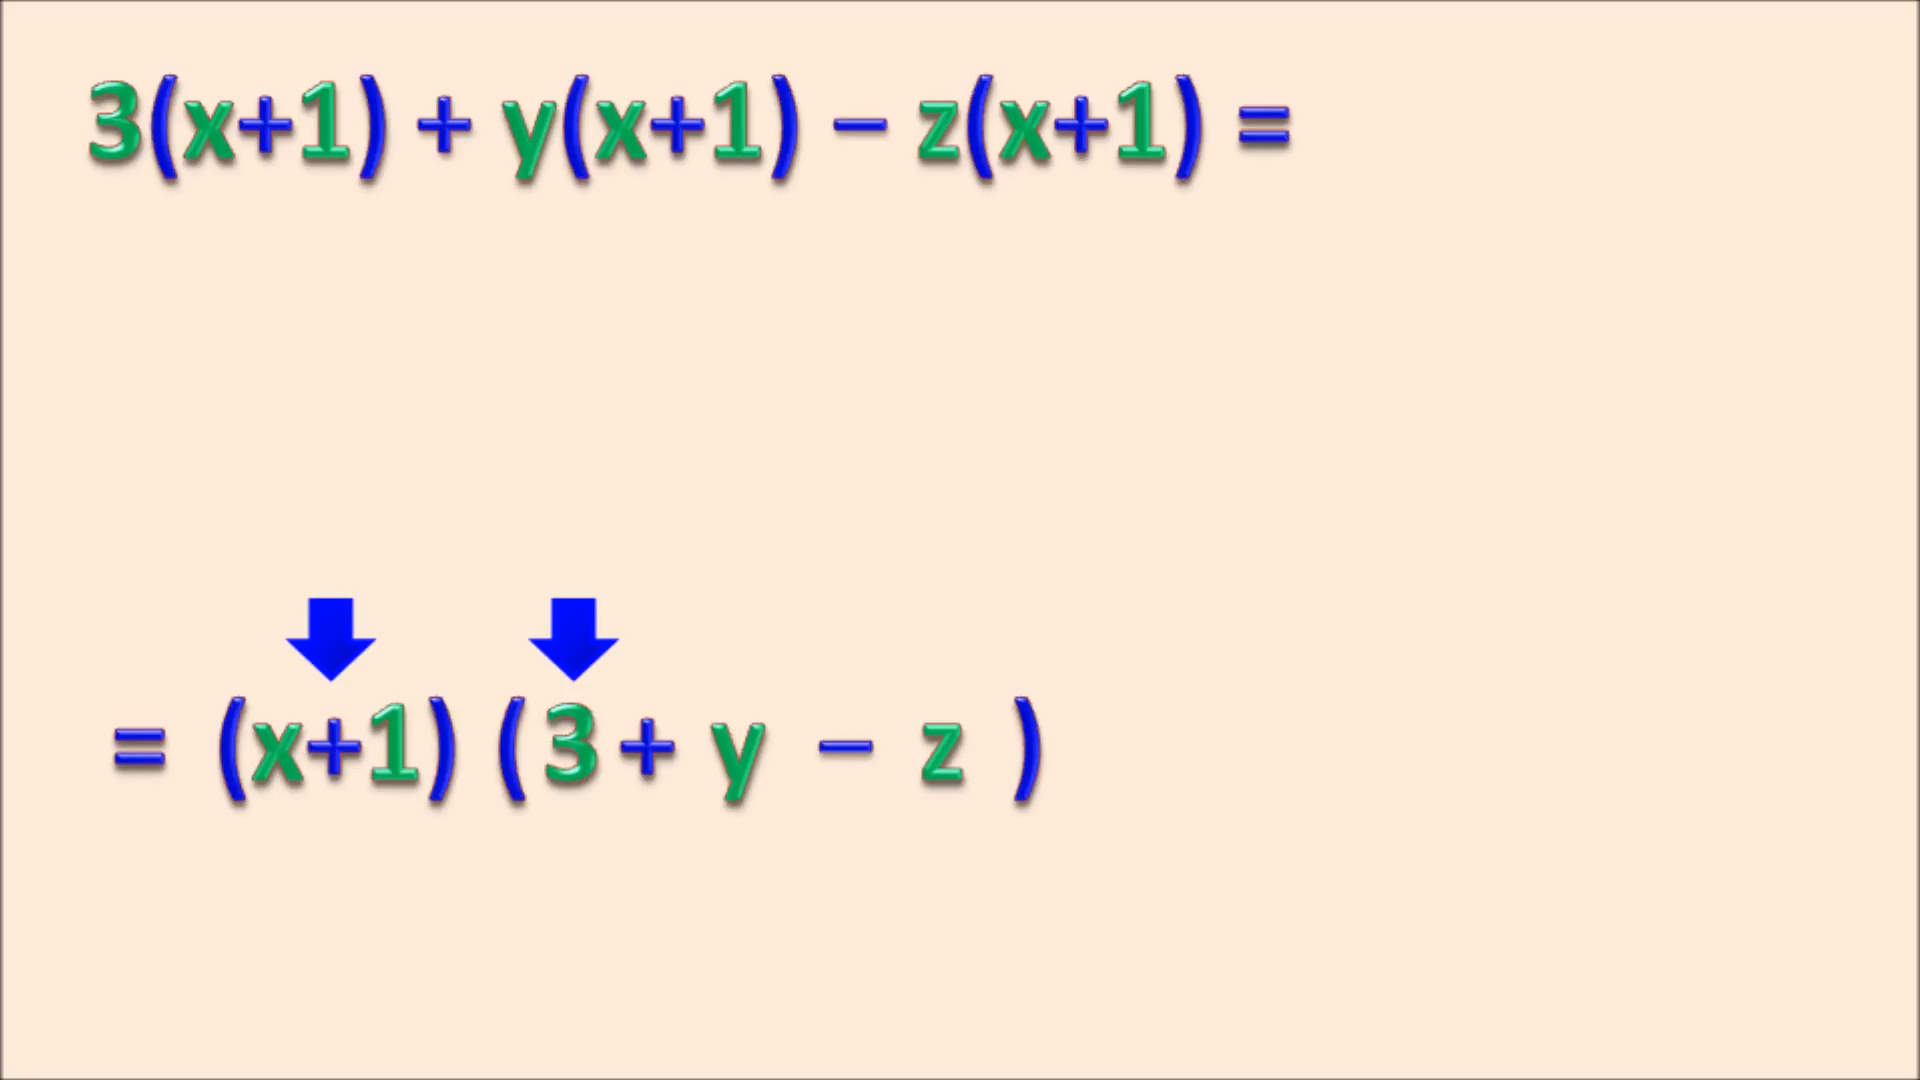 3(x+1) + y(x+1) – z(x+1) =
= (x+1) (3+ y – z )